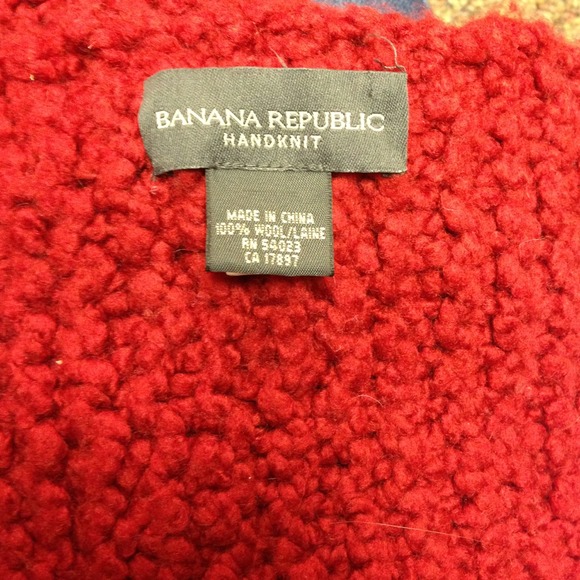 BANANA REPUBLIC
HANDKNIT
MADE IN CHINA
100% WOOL/LAINE
RN 54023
CA 17897